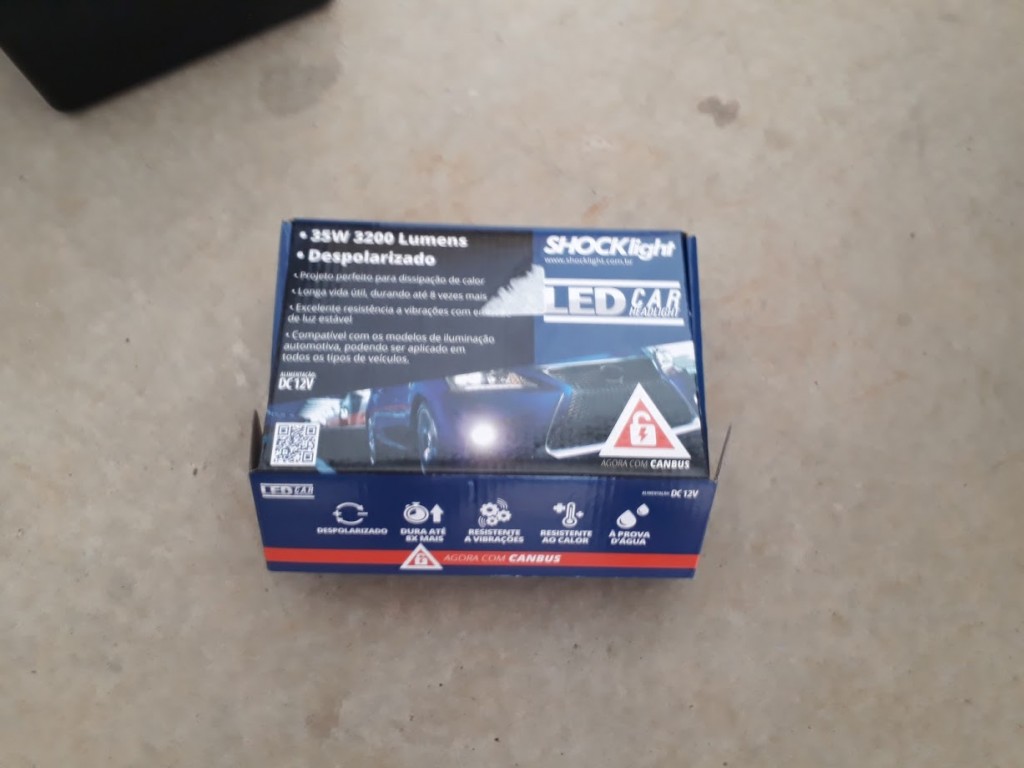 • 35W 3200 Lumens
• Despolarizado
• Projeto perfeito para dissipação de calor
• Longa vida útil, durando até 8 vezes mais
• Excelente resistência a vibrações com
de luz estável
• Compatível com os modelos de iluminação
automotiva, podendo ser aplicado em
todos os tipos de veículos.
ALIMENTAÇÃO:
DC 12V
SHOCKlight
www.shocklight.com.br
LED CAR
HEADLIGHT
AGORA COM CANBUS
LED CAR
ALIMENTAÇÃO: DC 12V
DESPOLARIZADO
DURA ATÉ
8X MAIS
RESISTENTE
A VIBRAÇÕES
RESISTENTE
AO CALOR
À PROVA
D'ÁGUA
AGORA COM CANBUS